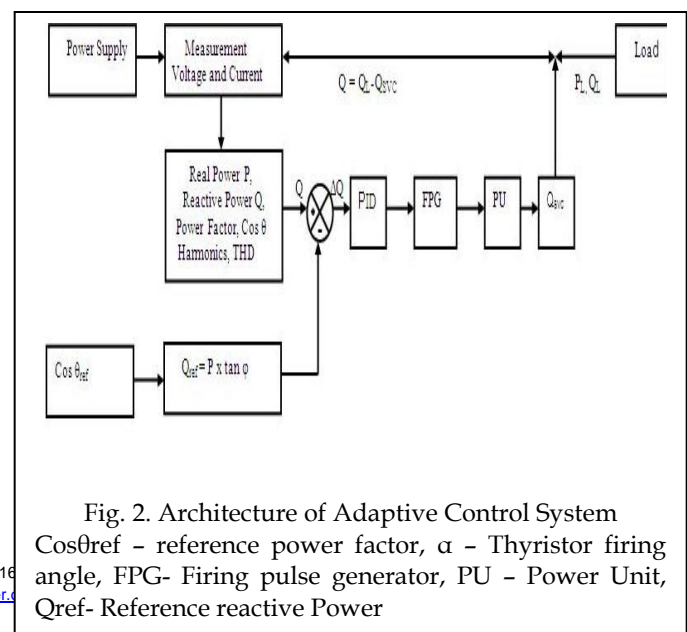 Power Supply
Measurement
Voltage and Current
Load
Q = QL-QSVC
PL, QL
Real Power P,
Reactive Power Q,
Power Factor, Cos θ
Harmonics, THD
Q
ΔQ
+
-
PID
FPG
PU
Qsvc
Cos θref
Qref= P x tan φ
Fig. 2. Architecture of Adaptive Control System
Cosθref – reference power factor, α – Thyristor firing
angle, FPG- Firing pulse generator, PU – Power Unit,
Qref- Reference reactive Power
16